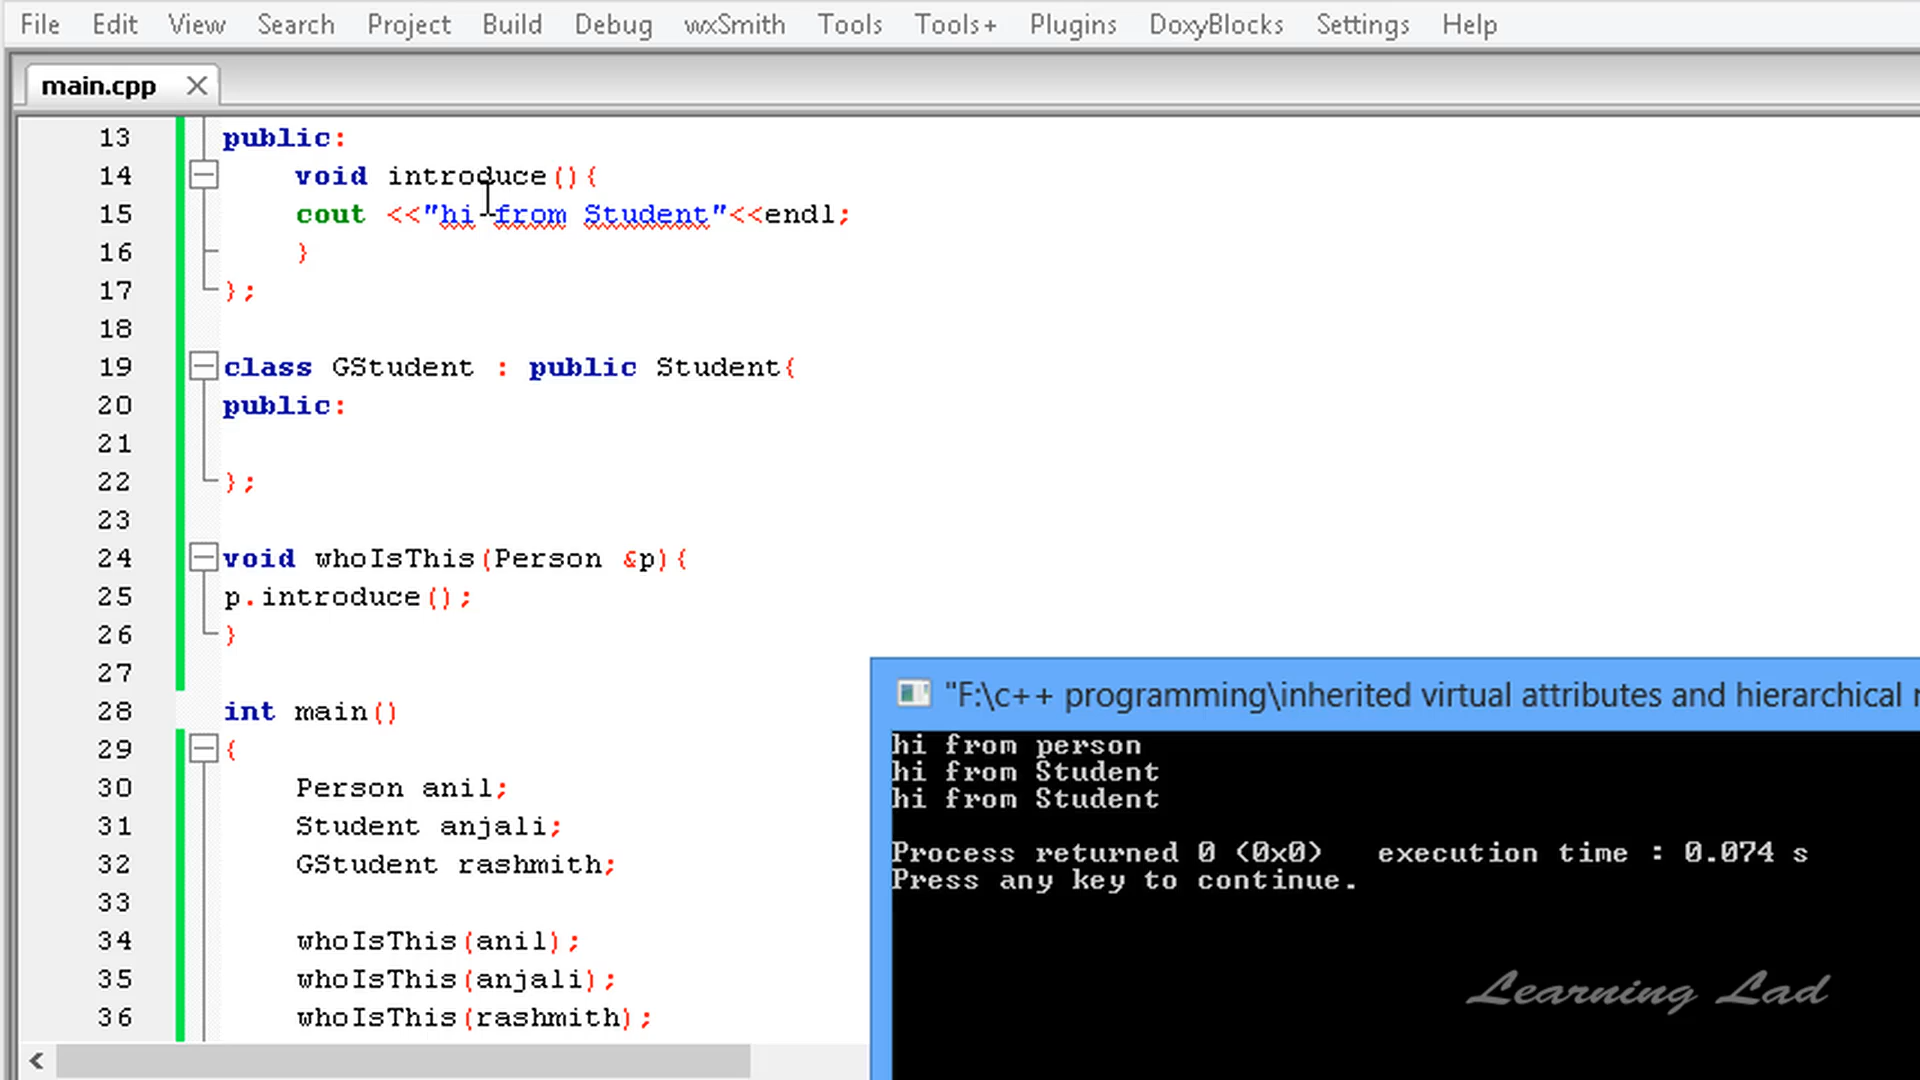 File Edit View Search Project Build Debug wxSmith Tools Tools+ Plugins DoxyBlocks Settings Help
main.cpp
13 public:
14 void introduce(){
15 cout <<"hi from Student"<<endl;
16 }
17 };
18
19 class GStudent : public Student{
20 public:
21
22 };
23
24 void whoIsThis(Person &p){
25 p.introduce();
26 }
27
28 int main()
29 {
30 Person anil;
31 Student anjali;
32 GStudent rashmith;
33
34 whoIsThis(anil);
35 whoIsThis(anjali);
36 whoIsThis(rashmith);
"F:\c++ programming\inherited virtual attributes and hierarchical
hi from person
hi from Student
hi from Student
Process returned 0 (0x0) execution time : 0.074 s
Press any key to continue.
Learning Lad